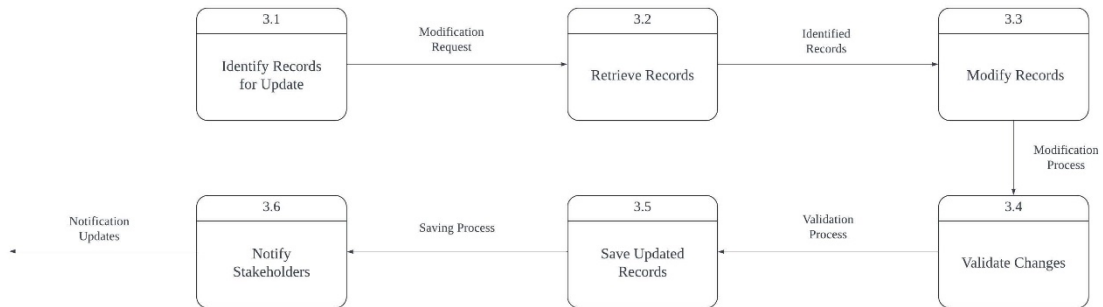 3.1
Identify Records
for Update
Modification
Request
3.2
Retrieve Records
Identified
Records
3.3
Modify Records
Modification
Process
3.4
Validate Changes
Validation
Process
3.5
Save Updated
Records
Saving Process
3.6
Notify
Stakeholders
Notification
Updates